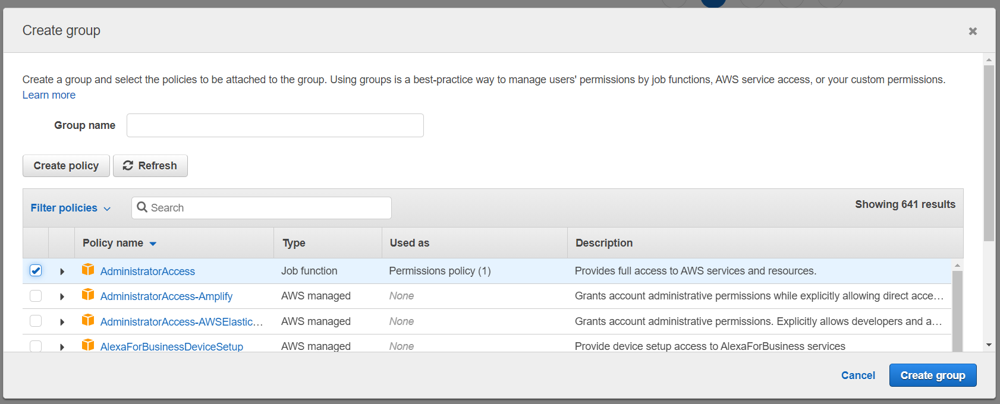 Create group
Create a group and select the policies to be attached to the group. Using groups is a best-practice way to manage users' permissions by job functions, AWS service access, or your custom permissions.
Learn more
Group name
Create policy Refresh
Filter policies Search Showing 641 results
Policy name Type Used as Description
AdministratorAccess Job function Permissions policy (1) Provides full access to AWS services and resources.
AdministratorAccess-Amplify AWS managed None Grants account administrative permissions while explicitly allowing direct acce…
AdministratorAccess-AWSElastic… AWS managed None Grants account administrative permissions. Explicitly allows developers and a…
AlexaForBusinessDeviceSetup AWS managed None Provide device setup access to AlexaForBusiness services
Cancel Create group